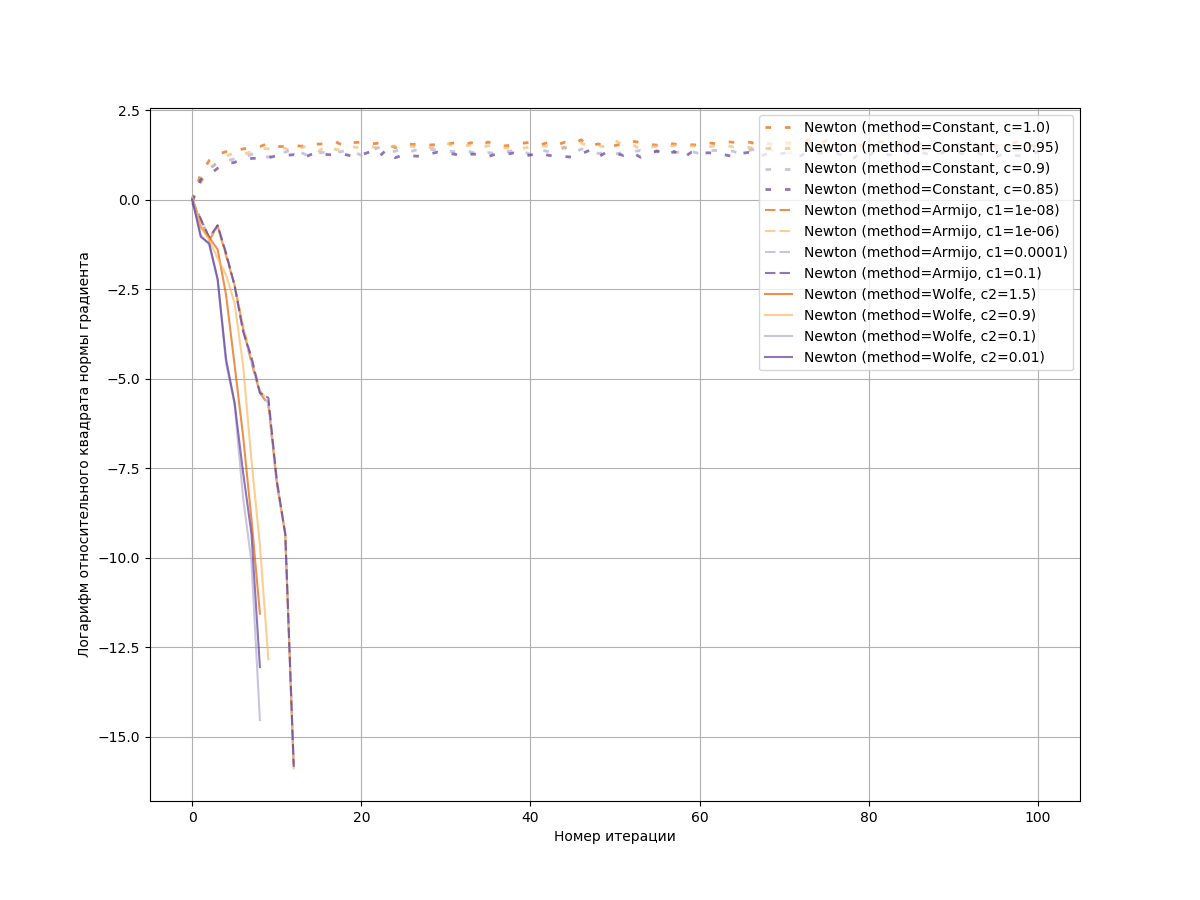 2.5
0.0
−2.5
−5.0
−7.5
−10.0
−12.5
−15.0
Логарифм относительного квадрата нормы градиента
Newton (method=Constant, c=1.0)
Newton (method=Constant, c=0.95)
Newton (method=Constant, c=0.9)
Newton (method=Constant, c=0.85)
Newton (method=Armijo, c1=1e-08)
Newton (method=Armijo, c1=1e-06)
Newton (method=Armijo, c1=0.0001)
Newton (method=Armijo, c1=0.1)
Newton (method=Wolfe, c2=1.5)
Newton (method=Wolfe, c2=0.9)
Newton (method=Wolfe, c2=0.1)
Newton (method=Wolfe, c2=0.01)
0 20 40 60 80 100
Номер итерации